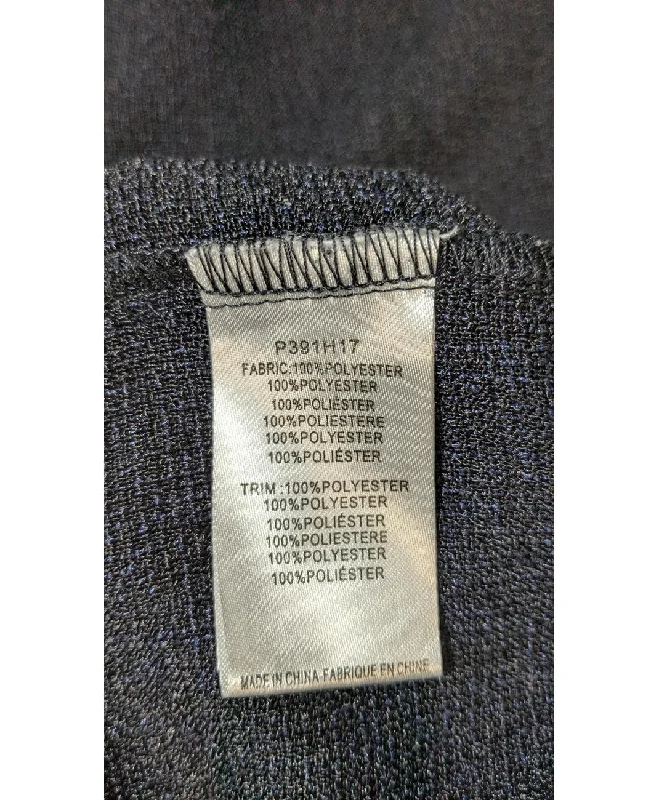 P391H17
FABRIC:100%POLYESTER
100%POLYESTER
100%POLIÉSTER
100%POLIESTERE
100%POLYESTER
100%POLIÉSTER
TRIM :100%POLYESTER
100%POLYESTER
100%POLIÉSTER
100%POLIESTERE
100%POLYESTER
100%POLIÉSTER
MADE IN CHINA-FABRIQUE EN CHINE